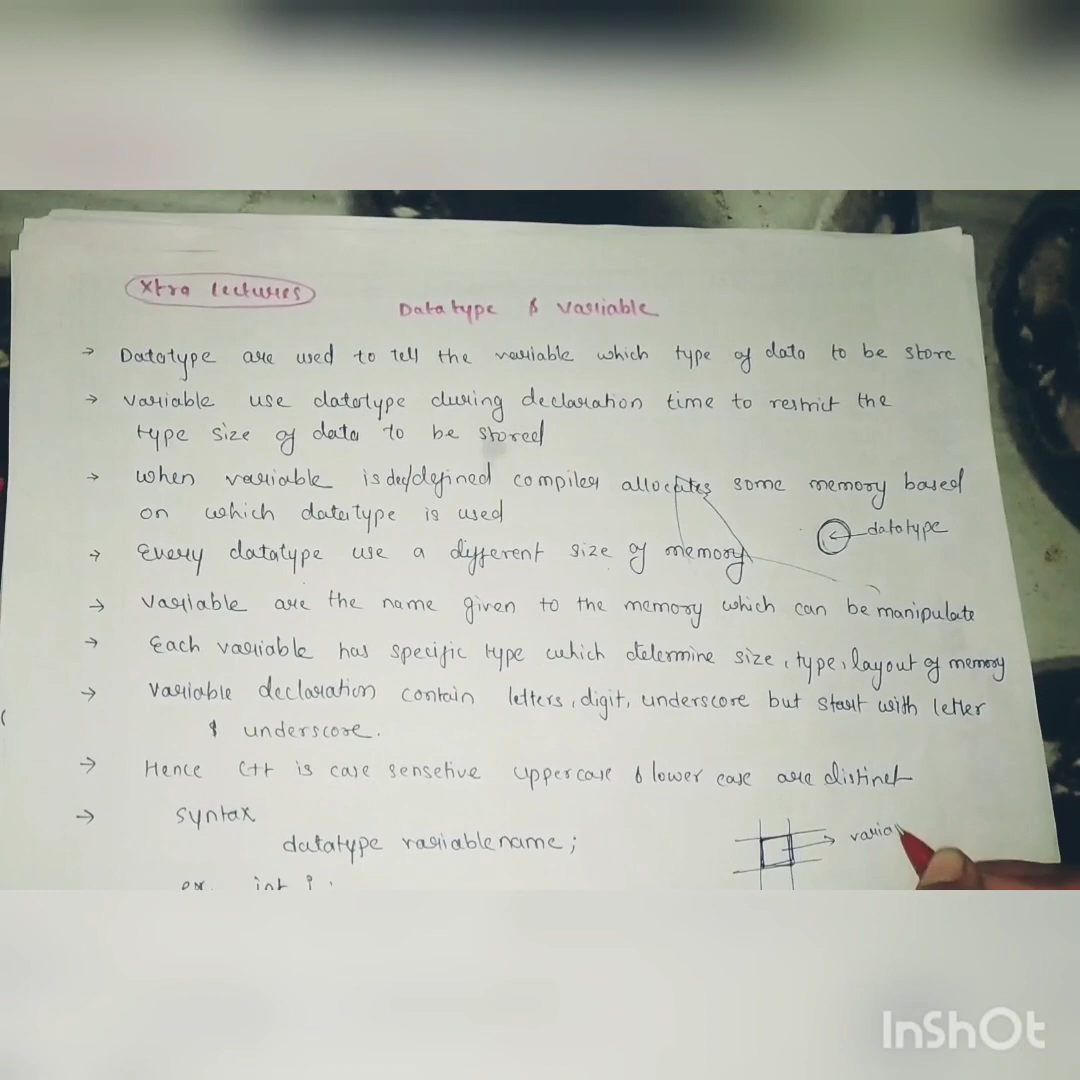 Xtra Lectures
Datatype & variable
→ Datatype are used to tell the variable which type of data to be store
→ variable use datatype during declaration time to restrict the
type size of data to be stored
→ when variable is dec/defined compiler allocates some memory based
on which datatype is used
datatype
→ Every datatype use a different size of memory
→ variable are the name given to the memory which can be manipulate
→ Each variable has specific type which determine size, type, layout of memory
→ variable declaration contain letters, digit, underscore but start with letter
& underscore.
→ Hence C++ is case sensetive uppercase & lower case are distinct
→ syntax
datatype variablename;
varia
ex. int i;
InShOt